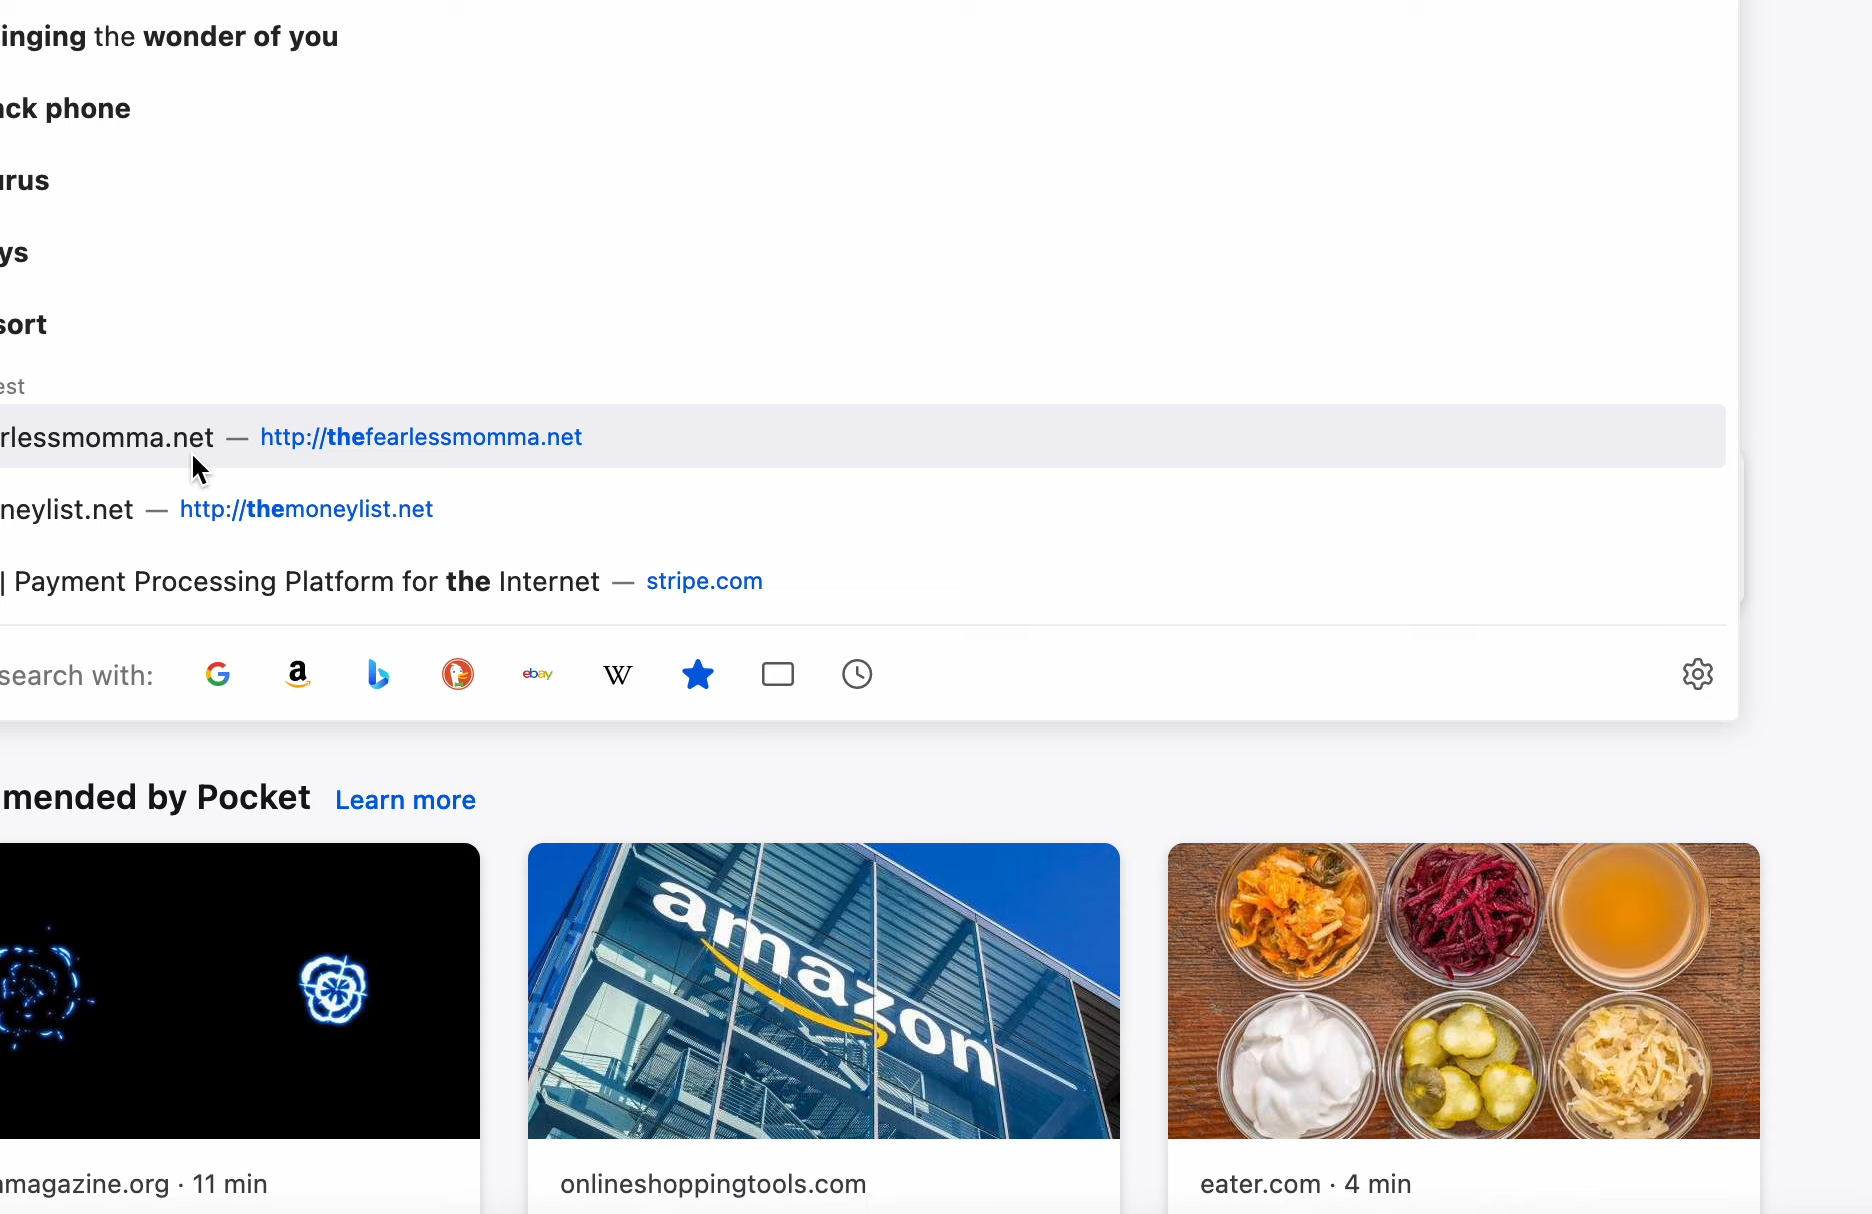 inging the wonder of you
ck phone
rus
ys
sort
est
rlessmomma.net — http://thefearlessmomma.net
neylist.net — http://themoneylist.net
| Payment Processing Platform for the Internet — stripe.com
search with: G a b ebay W
mended by Pocket Learn more
amazon
magazine.org · 11 min
onlineshoppingtools.com
eater.com · 4 min